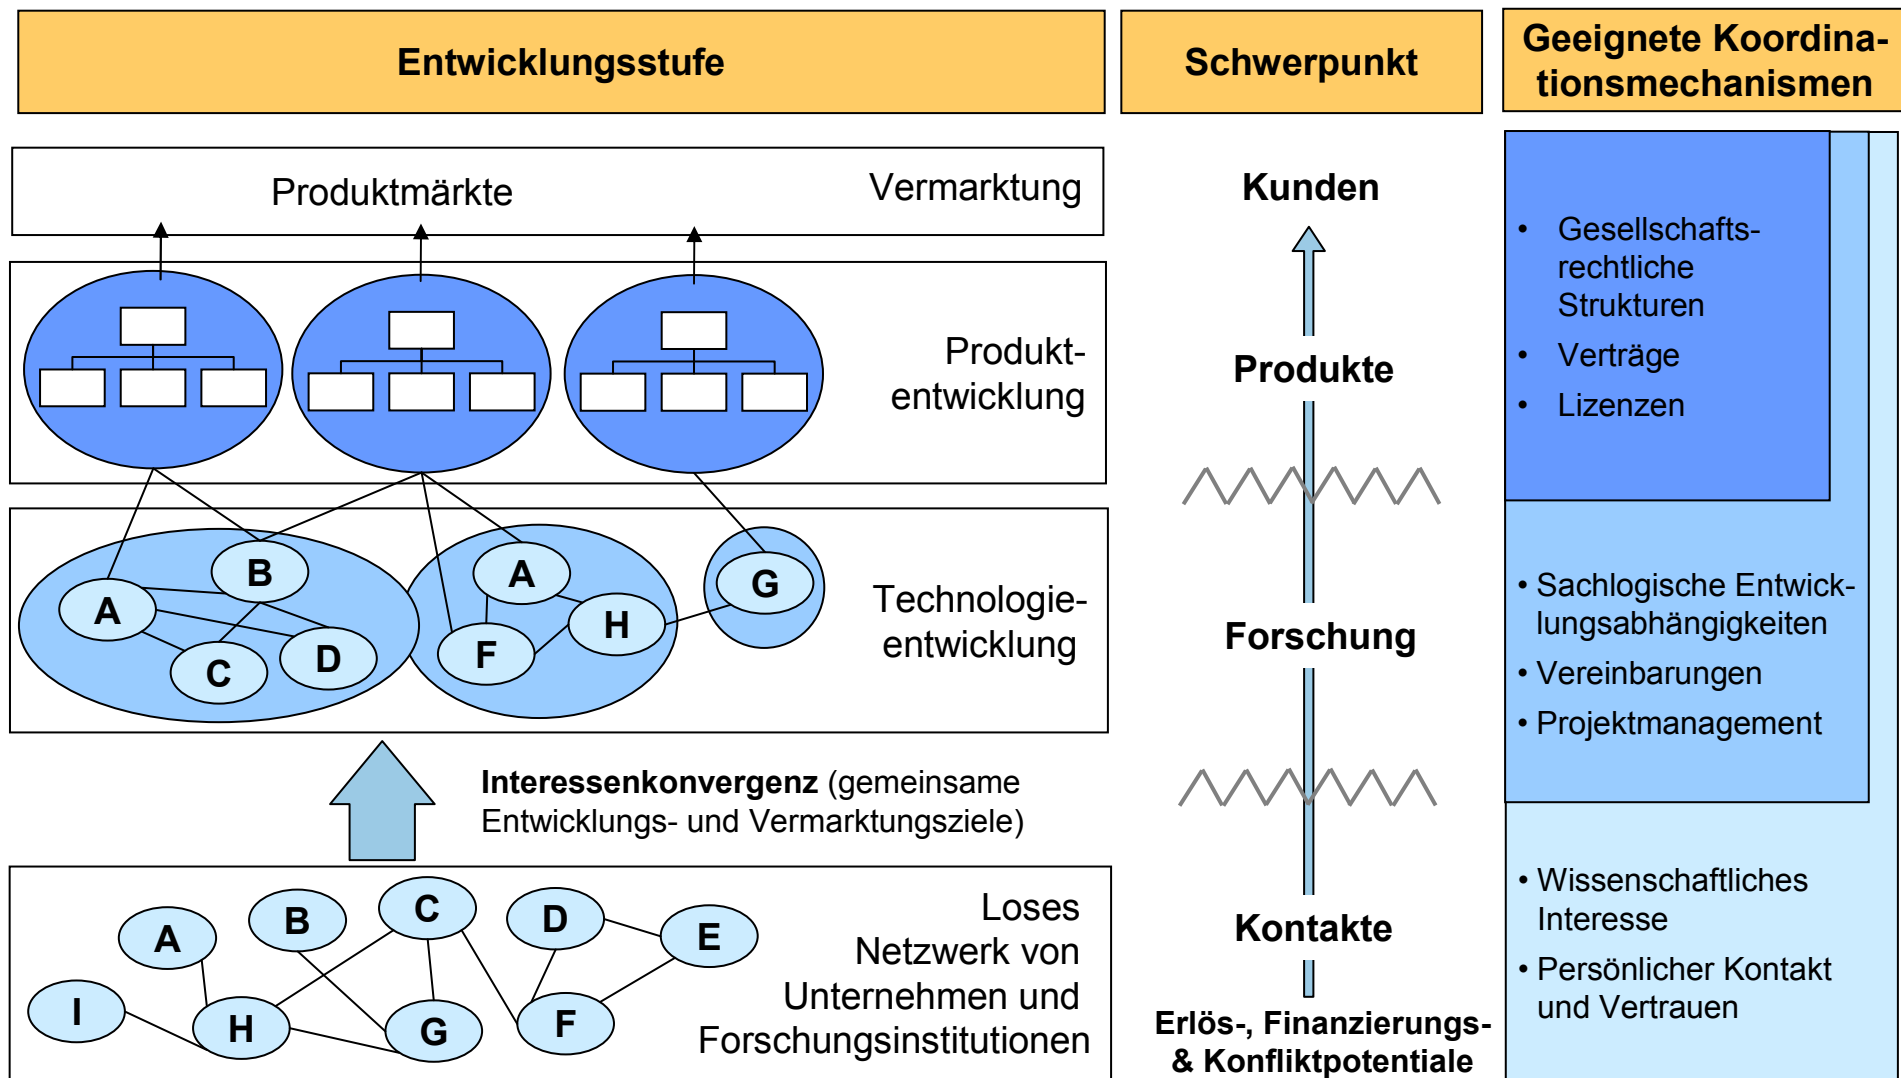 Entwicklungsstufe
Schwerpunkt
Geeignete Koordina-
tionsmechanismen
Produktmärkte
Vermarktung
Produkt-
entwicklung
B
A
C
D
A
F
H
G
Technologie-
entwicklung
Interessenkonvergenz (gemeinsame
Entwicklungs- und Vermarktungsziele)
A
B
C
D
E
I
H
G
F
Loses
Netzwerk von
Unternehmen und
Forschungsinstitutionen
Kunden
Produkte
Forschung
Kontakte
Erlös-, Finanzierungs-
& Konfliktpotentiale
• Gesellschafts-
rechtliche
Strukturen
• Verträge
• Lizenzen
• Sachlogische Entwick-
lungsabhängigkeiten
• Vereinbarungen
• Projektmanagement
• Wissenschaftliches
Interesse
• Persönlicher Kontakt
und Vertrauen